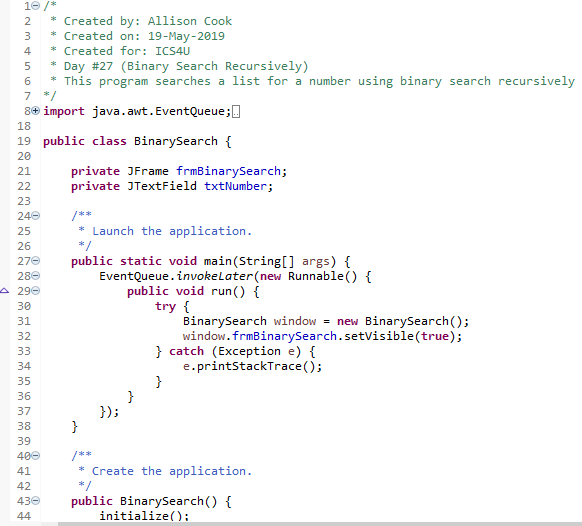 1 /*
2  * Created by: Allison Cook
3  * Created on: 19-May-2019
4  * Created for: ICS4U
5  * Day #27 (Binary Search Recursively)
6  * This program searches a list for a number using binary search recursively
7 */
8 import java.awt.EventQueue;
18
19 public class BinarySearch {
20
21     private JFrame frmBinarySearch;
22     private JTextField txtNumber;
23
24     /**
25      * Launch the application.
26      */
27     public static void main(String[] args) {
28         EventQueue.invokeLater(new Runnable() {
29             public void run() {
30                 try {
31                     BinarySearch window = new BinarySearch();
32                     window.frmBinarySearch.setVisible(true);
33                 } catch (Exception e) {
34                     e.printStackTrace();
35                 }
36             }
37         });
38     }
39
40     /**
41      * Create the application.
42      */
43     public BinarySearch() {
44         initialize();